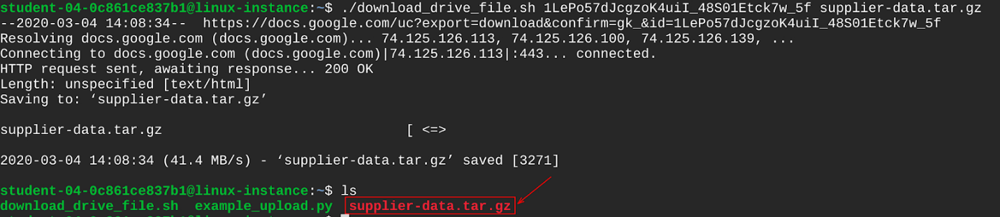 student-04-0c861ce837b1@linux-instance:~$ ./download_drive_file.sh 1LePo57dJcgzoK4uiI_48S01Etck7w_5f supplier-data.tar.gz
--2020-03-04 14:08:34--  https://docs.google.com/uc?export=download&confirm=gk_&id=1LePo57dJcgzoK4uiI_48S01Etck7w_5f
Resolving docs.google.com (docs.google.com)... 74.125.126.113, 74.125.126.100, 74.125.126.139, ...
Connecting to docs.google.com (docs.google.com)|74.125.126.113|:443... connected.
HTTP request sent, awaiting response... 200 OK
Length: unspecified [text/html]
Saving to: ‘supplier-data.tar.gz’
supplier-data.tar.gz                              [ <=>
2020-03-04 14:08:34 (41.4 MB/s) - ‘supplier-data.tar.gz’ saved [3271]
student-04-0c861ce837b1@linux-instance:~$ ls
download_drive_file.sh  example_upload.py  supplier-data.tar.gz